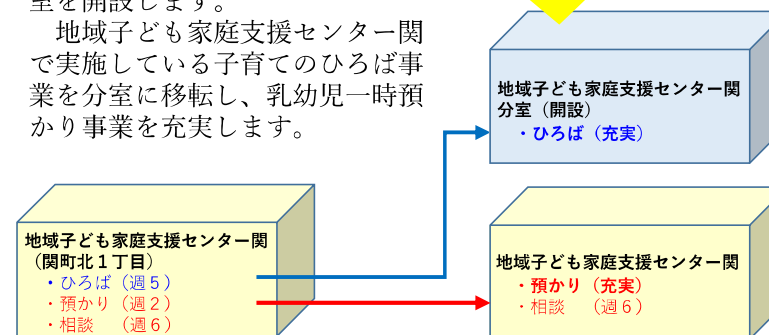 室を開設します。
地域子ども家庭支援センター関
で実施している子育てのひろば事
業を分室に移転し、乳幼児一時預
かり事業を充実します。
地域子ども家庭支援センター関
分室（開設）
・ひろば（充実）
地域子ども家庭支援センター関
（関町北１丁目）
・ひろば（週５）
・預かり（週２）
・相談　（週６）
地域子ども家庭支援センター関
・預かり（充実）
・相談　（週６）